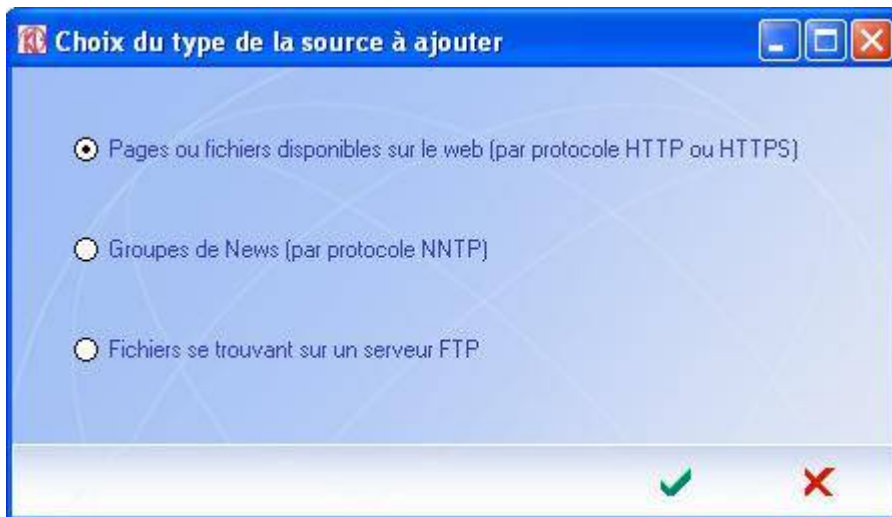 Choix du type de la source à ajouter
Pages ou fichiers disponibles sur le web (par protocole HTTP ou HTTPS)
Groupes de News (par protocole NNTP)
Fichiers se trouvant sur un serveur FTP